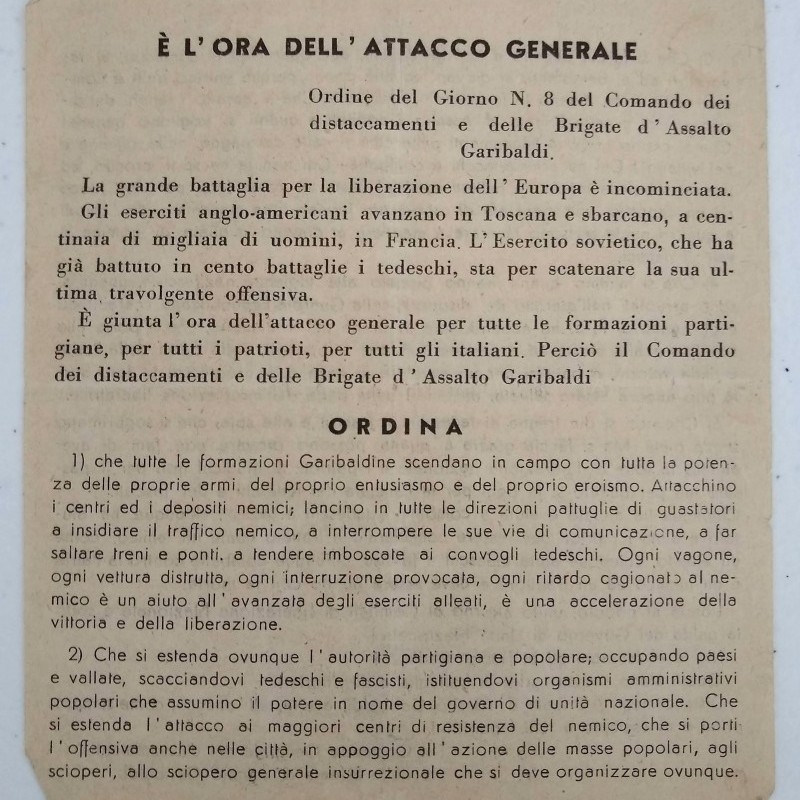 È L'ORA DELL'ATTACCO GENERALE
Ordine del Giorno N. 8 del Comando dei
distaccamenti e delle Brigate d'Assalto
Garibaldi.
La grande battaglia per la liberazione dell'Europa è incominciata.
Gli eserciti anglo-americani avanzano in Toscana e sbarcano, a cen-
tinaia di migliaia di uomini, in Francia. L'Esercito sovietico, che ha
già battuto in cento battaglie i tedeschi, sta per scatenare la sua ul-
tima, travolgente offensiva.
È giunta l'ora dell'attacco generale per tutte le formazioni parti-
giane, per tutti i patrioti, per tutti gli italiani. Perciò il Comando
dei distaccamenti e delle Brigate d'Assalto Garibaldi
ORDINA
1) che tutte le formazioni Garibaldine scendano in campo con tutta la poten-
za delle proprie armi, del proprio entusiasmo e del proprio eroismo. Attacchino
i centri ed i depositi nemici; lancino in tutte le direzioni pattuglie di guastatori
a insidiare il traffico nemico, a interrompere le sue vie di comunicazione, a far
saltare treni e ponti, a tendere imboscate ai convogli tedeschi. Ogni vagone,
ogni vettura distrutta, ogni interruzione provocata, ogni ritardo cagionato al ne-
mico è un aiuto all'avanzata degli eserciti alleati, è una accelerazione della
vittoria e della liberazione.
2) Che si estenda ovunque l'autorità partigiana e popolare; occupando paesi
e vallate, scacciandovi tedeschi e fascisti, istituendovi organismi amministrativi
popolari che assumino il potere in nome del governo di unità nazionale. Che
si estenda l'attacco ai maggiori centri di resistenza del nemico, che si porti
l'offensiva anche nelle città, in appoggio all'azione delle masse popolari, agli
scioperi, allo sciopero generale insurrezionale che si deve organizzare ovunque.